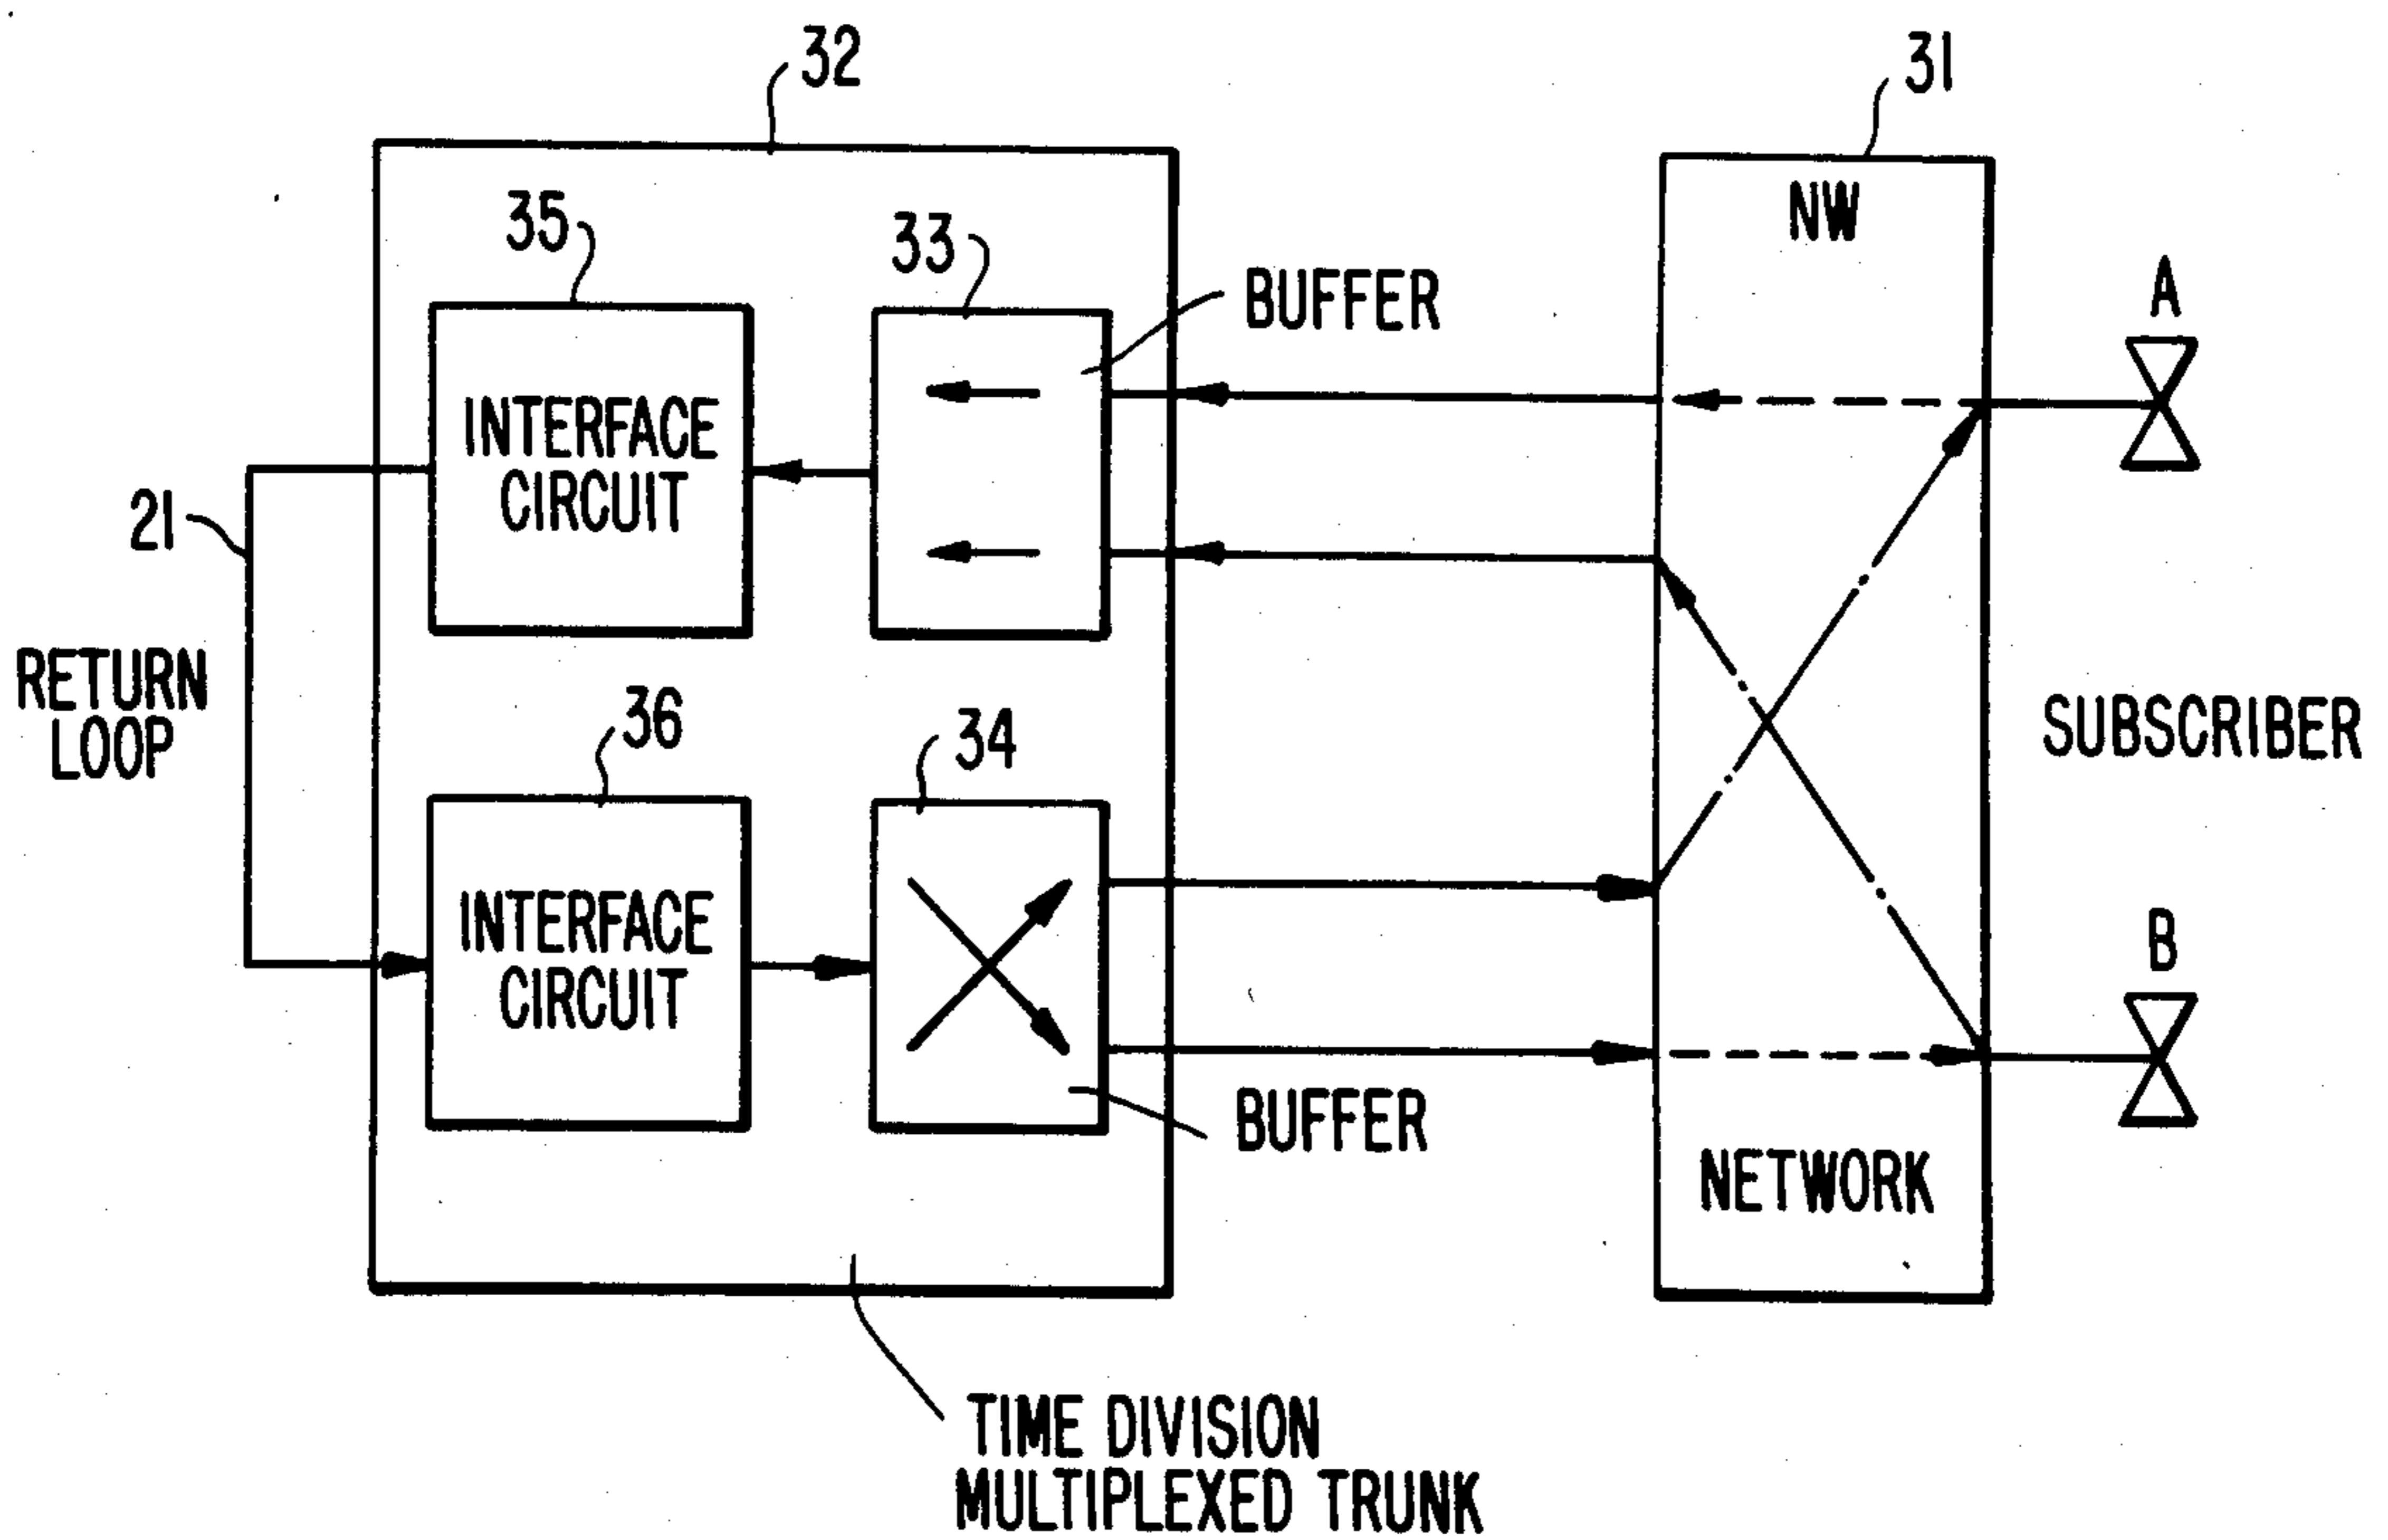 32
31
NW
35
33
BUFFER
A
INTERFACE
CIRCUIT
21
RETURN
LOOP
36
34
SUBSCRIBER
INTERFACE
CIRCUIT
B
BUFFER
NETWORK
TIME DIVISION
MULTIPLEXED TRUNK